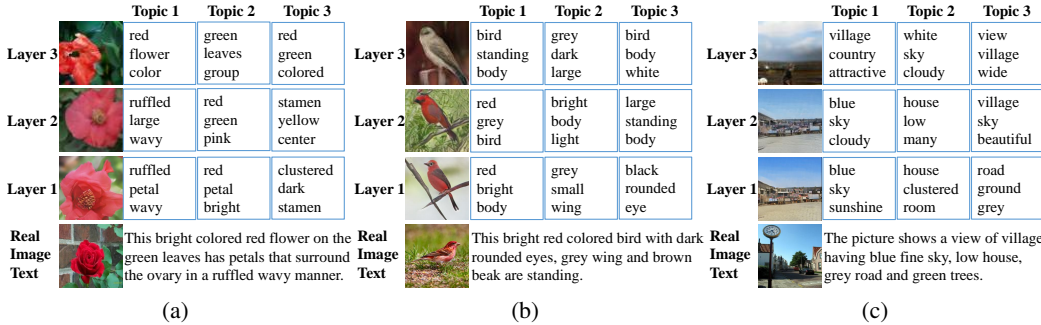 Topic 1 Topic 2 Topic 3
Layer 3
red green red
flower leaves green
color group colored
Layer 2
ruffled red stamen
large green yellow
wavy pink center
Layer 1
ruffled red clustered
petal petal dark
wavy bright stamen
Real
Image
Text
This bright colored red flower on the
green leaves has petals that surround
the ovary in a ruffled wavy manner.
(a)
Topic 1 Topic 2 Topic 3
Layer 3
bird grey bird
standing dark body
body large white
Layer 2
red bright large
grey body standing
bird light body
Layer 1
red grey black
bright small rounded
body wing eye
Real
Image
Text
This bright red colored bird with dark
rounded eyes, grey wing and brown
beak are standing.
(b)
Topic 1 Topic 2 Topic 3
Layer 3
village white view
country sky village
attractive cloudy wide
Layer 2
blue house village
sky low sky
cloudy many beautiful
Layer 1
blue house road
sky clustered ground
sunshine room grey
Real
Image
Text
The picture shows a view of village
having blue fine sky, low house,
grey road and green trees.
(c)